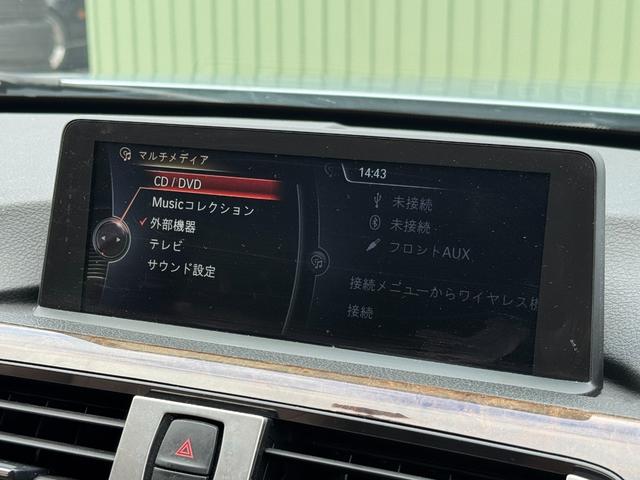 マルチメディア
CD / DVD
Musicコレクション
外部機器
テレビ
サウンド設定
14:43
未接続
未接続
フロントAUX
接続メニューからワイヤレス機
接続